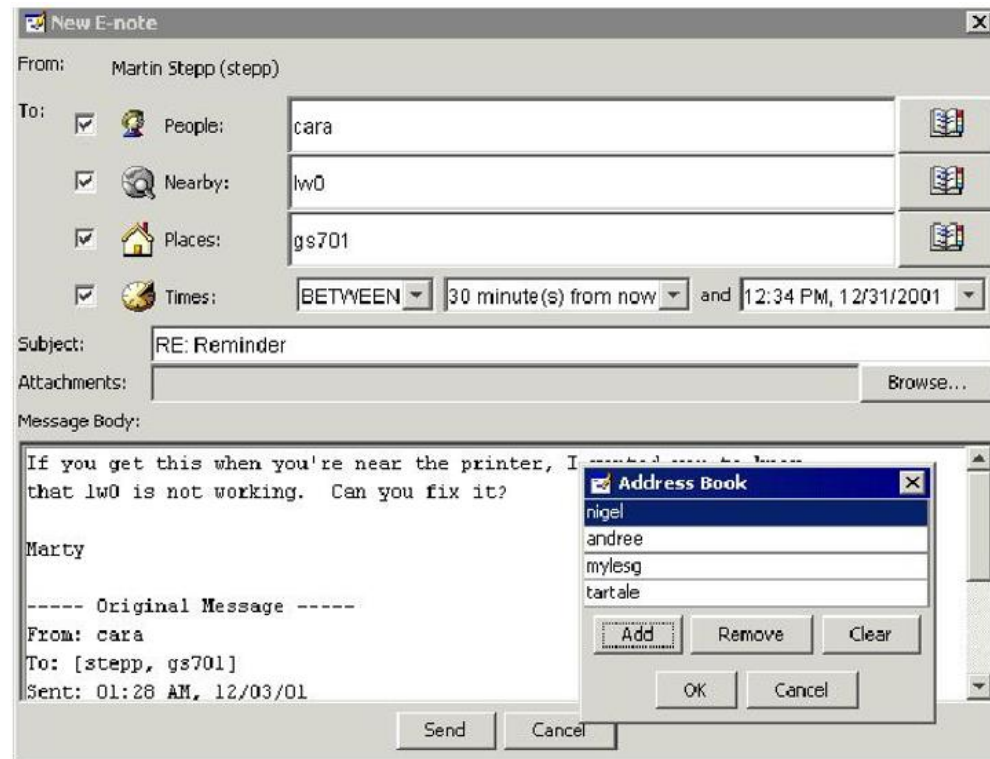 New E-note
From: Martin Stepp (stepp)
To:
People: cara
Nearby: lw0
Places: gs701
Times: BETWEEN 30 minute(s) from now and 12:34 PM, 12/31/2001
Subject: RE: Reminder
Attachments: Browse...
Message Body:
If you get this when you're near the printer, I wanted you to know
that lw0 is not working. Can you fix it?
Marty
----- Original Message -----
From: cara
To: [stepp, gs701]
Sent: 01:28 AM, 12/03/01
Address Book
nigel
andree
mylesg
tartale
Add Remove Clear
OK Cancel
Send Cancel